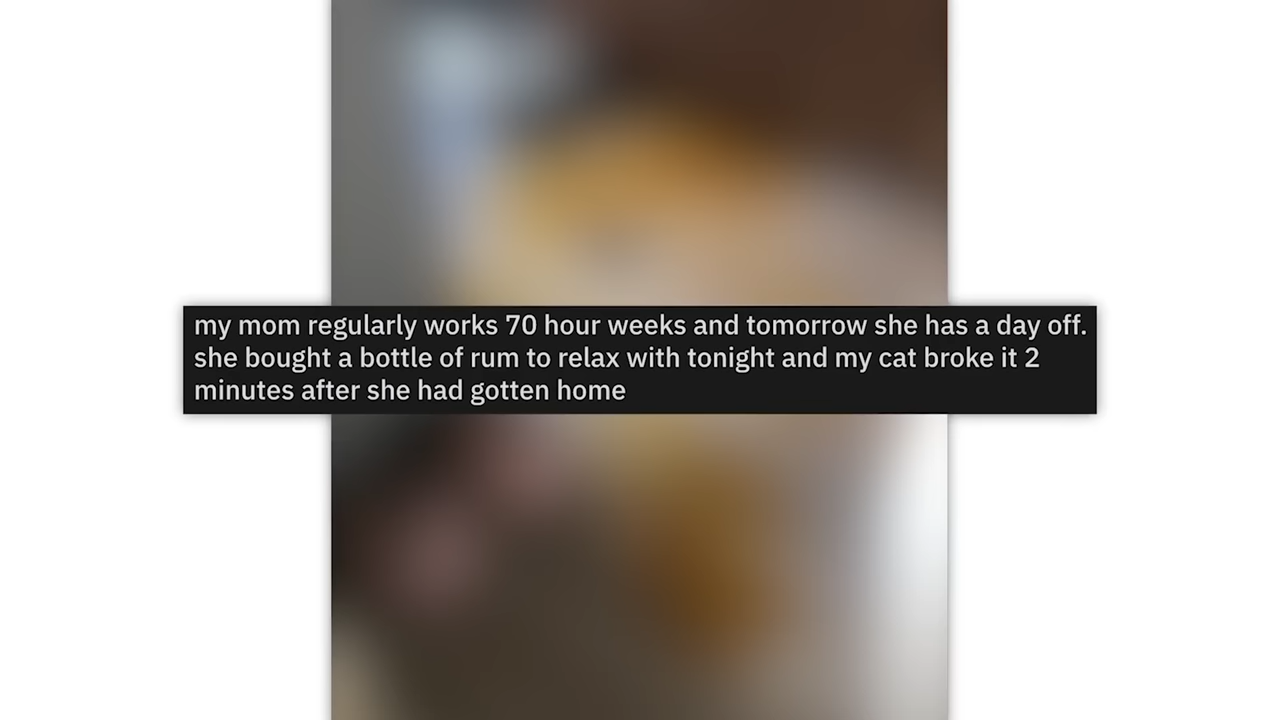 my mom regularly works 70 hour weeks and tomorrow she has a day off.
she bought a bottle of rum to relax with tonight and my cat broke it 2
minutes after she had gotten home